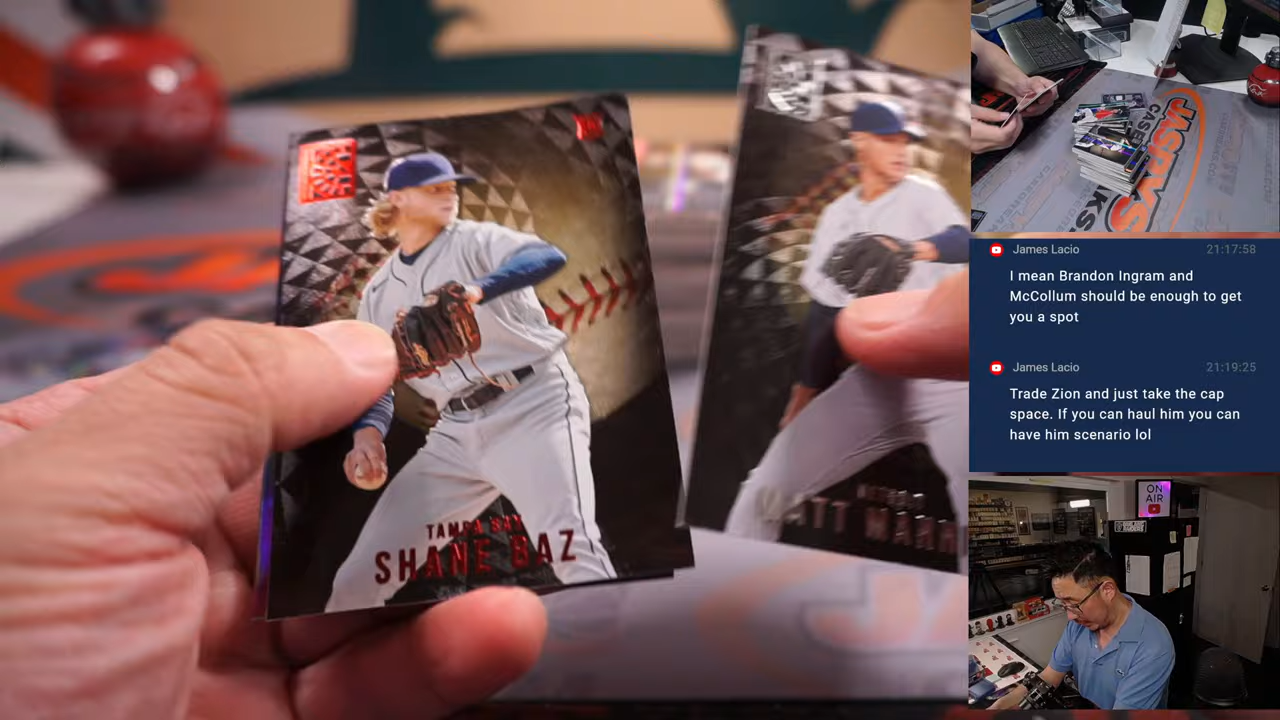 TAMPA BAY
SHANE BAZ
James Lacio 21:17:58
I mean Brandon Ingram and
McCollum should be enough to get
you a spot
James Lacio 21:19:25
Trade Zion and just take the cap
space. If you can haul him you can
have him scenario lol
JASPY'S
CASE
ON
AIR